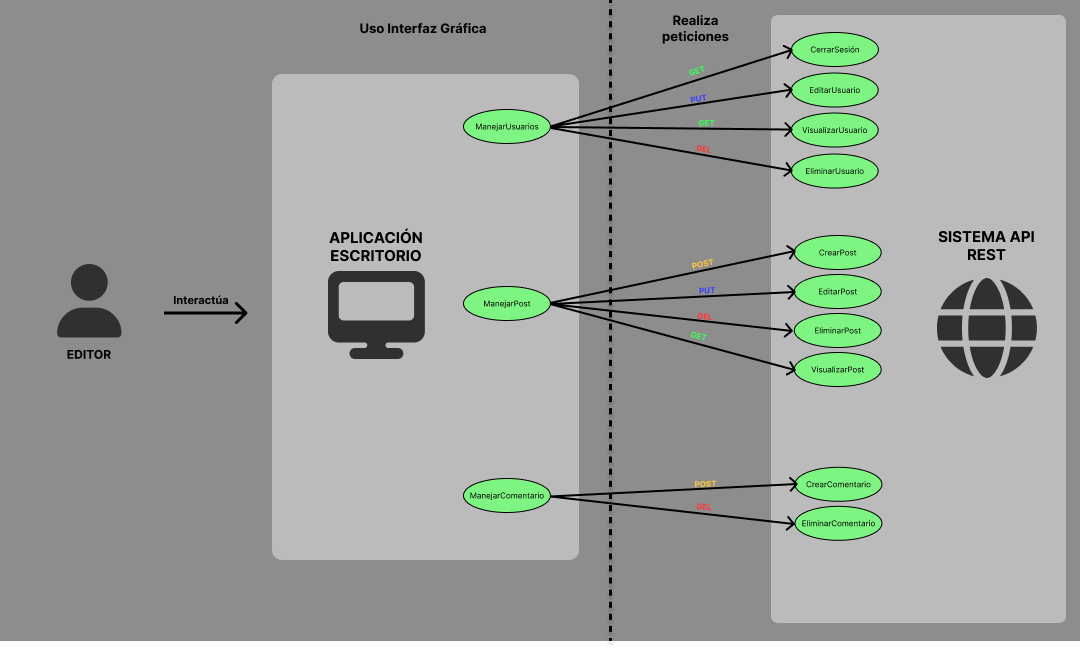 Uso Interfaz Gráfica
Realiza
peticiones
CerrarSesión
GET
EditarUsuario
PUT
ManejarUsuarios
GET
VisualizarUsuario
DEL
EliminarUsuario
APLICACIÓN
ESCRITORIO
SISTEMA API
REST
CrearPost
POST
PUT
EditarPost
ManejarPost
DEL
EliminarPost
GET
VisualizarPost
Interactúa
EDITOR
ManejarComentario
POST
CrearComentario
DEL
EliminarComentario